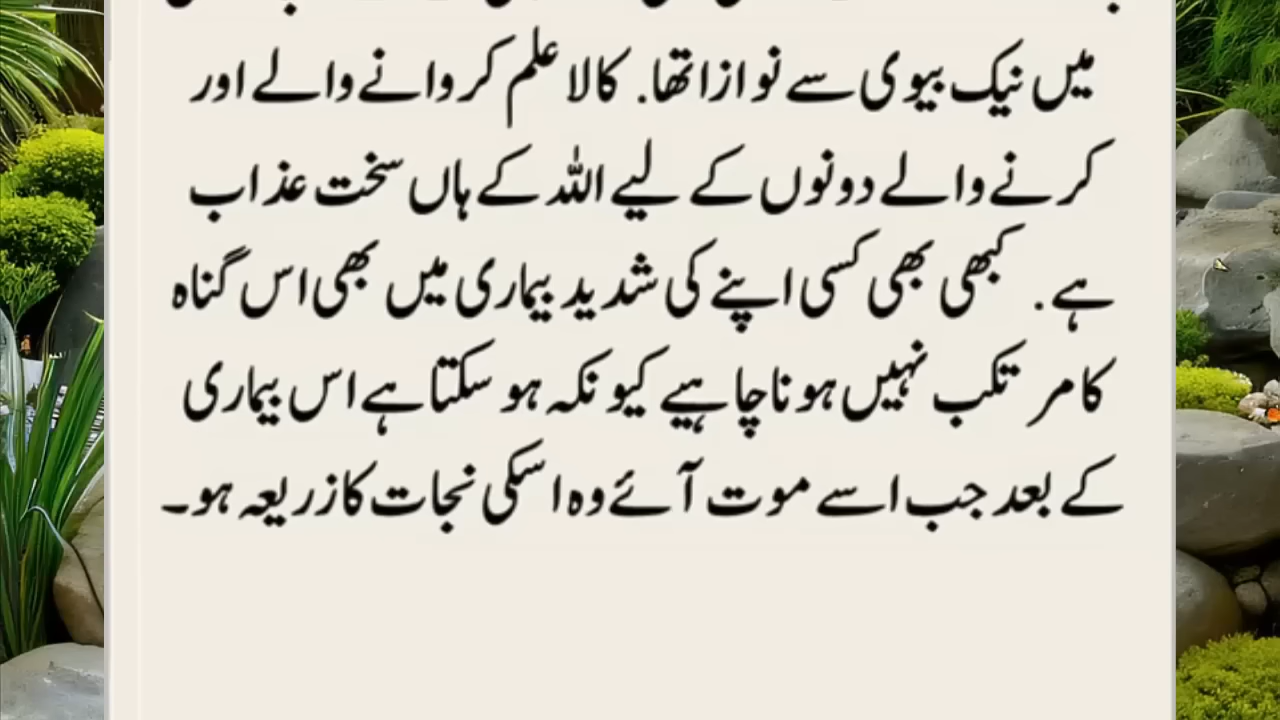 میں نیک بیوی سے نوازا تھا. کالا علم کروانے والے اور
کرنے والے دونوں کے لیے اللہ کے ہاں سخت عذاب
ہے. کبھی بھی کسی اپنے کی شدید بیماری میں بھی اس گناہ
کا مرتکب نہیں ہونا چاہیے کیونکہ ہو سکتا ہے اس بیماری
کے بعد جب اسے موت آئے وہ اسکی نجات کا زریعہ ہو۔